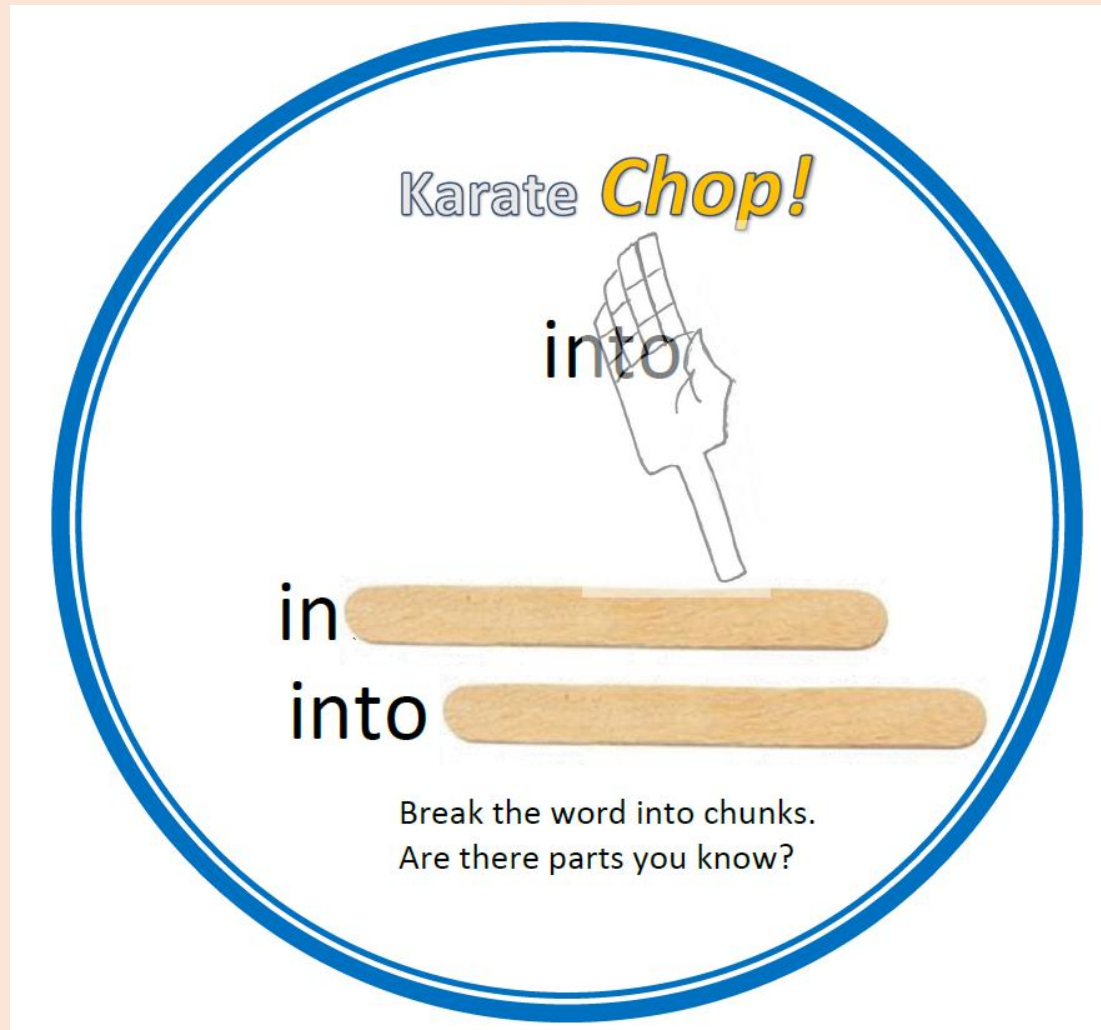 Karate Chop!
into
in
into
Break the word into chunks.
Are there parts you know?